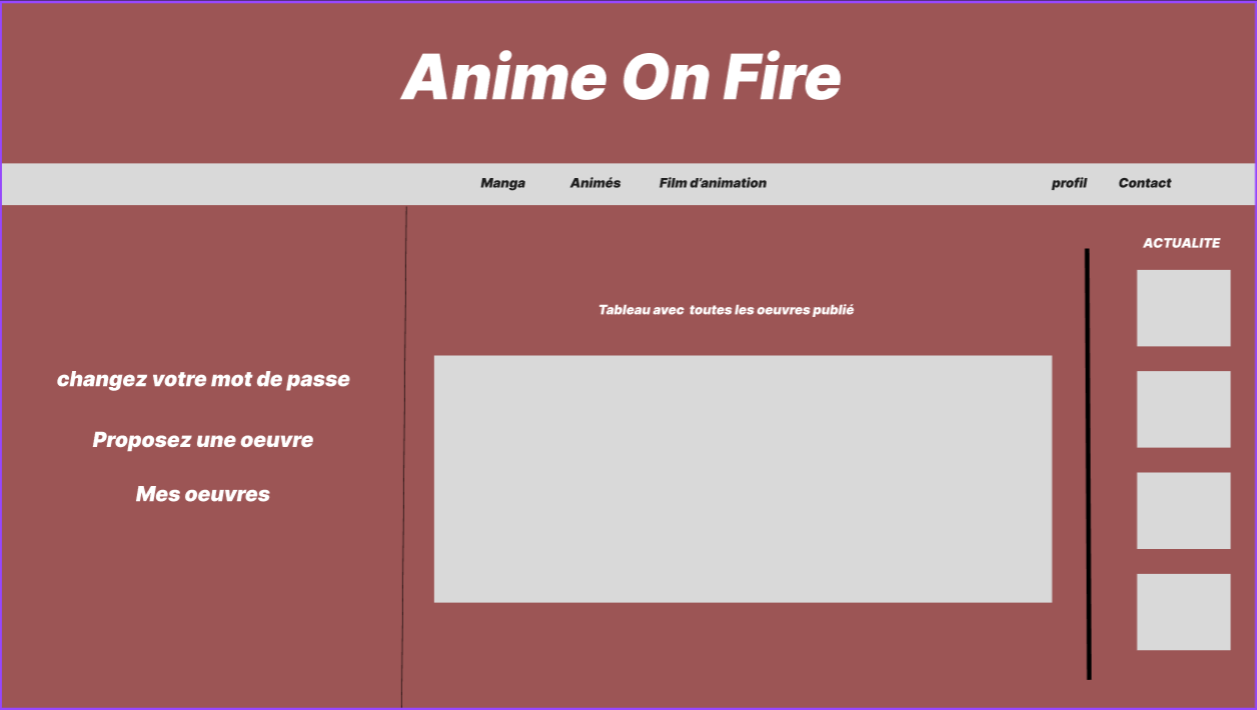 Anime On Fire
Manga Animés Film d'animation profil Contact
ACTUALITE
Tableau avec toutes les oeuvres publié
changez votre mot de passe
Proposez une oeuvre
Mes oeuvres